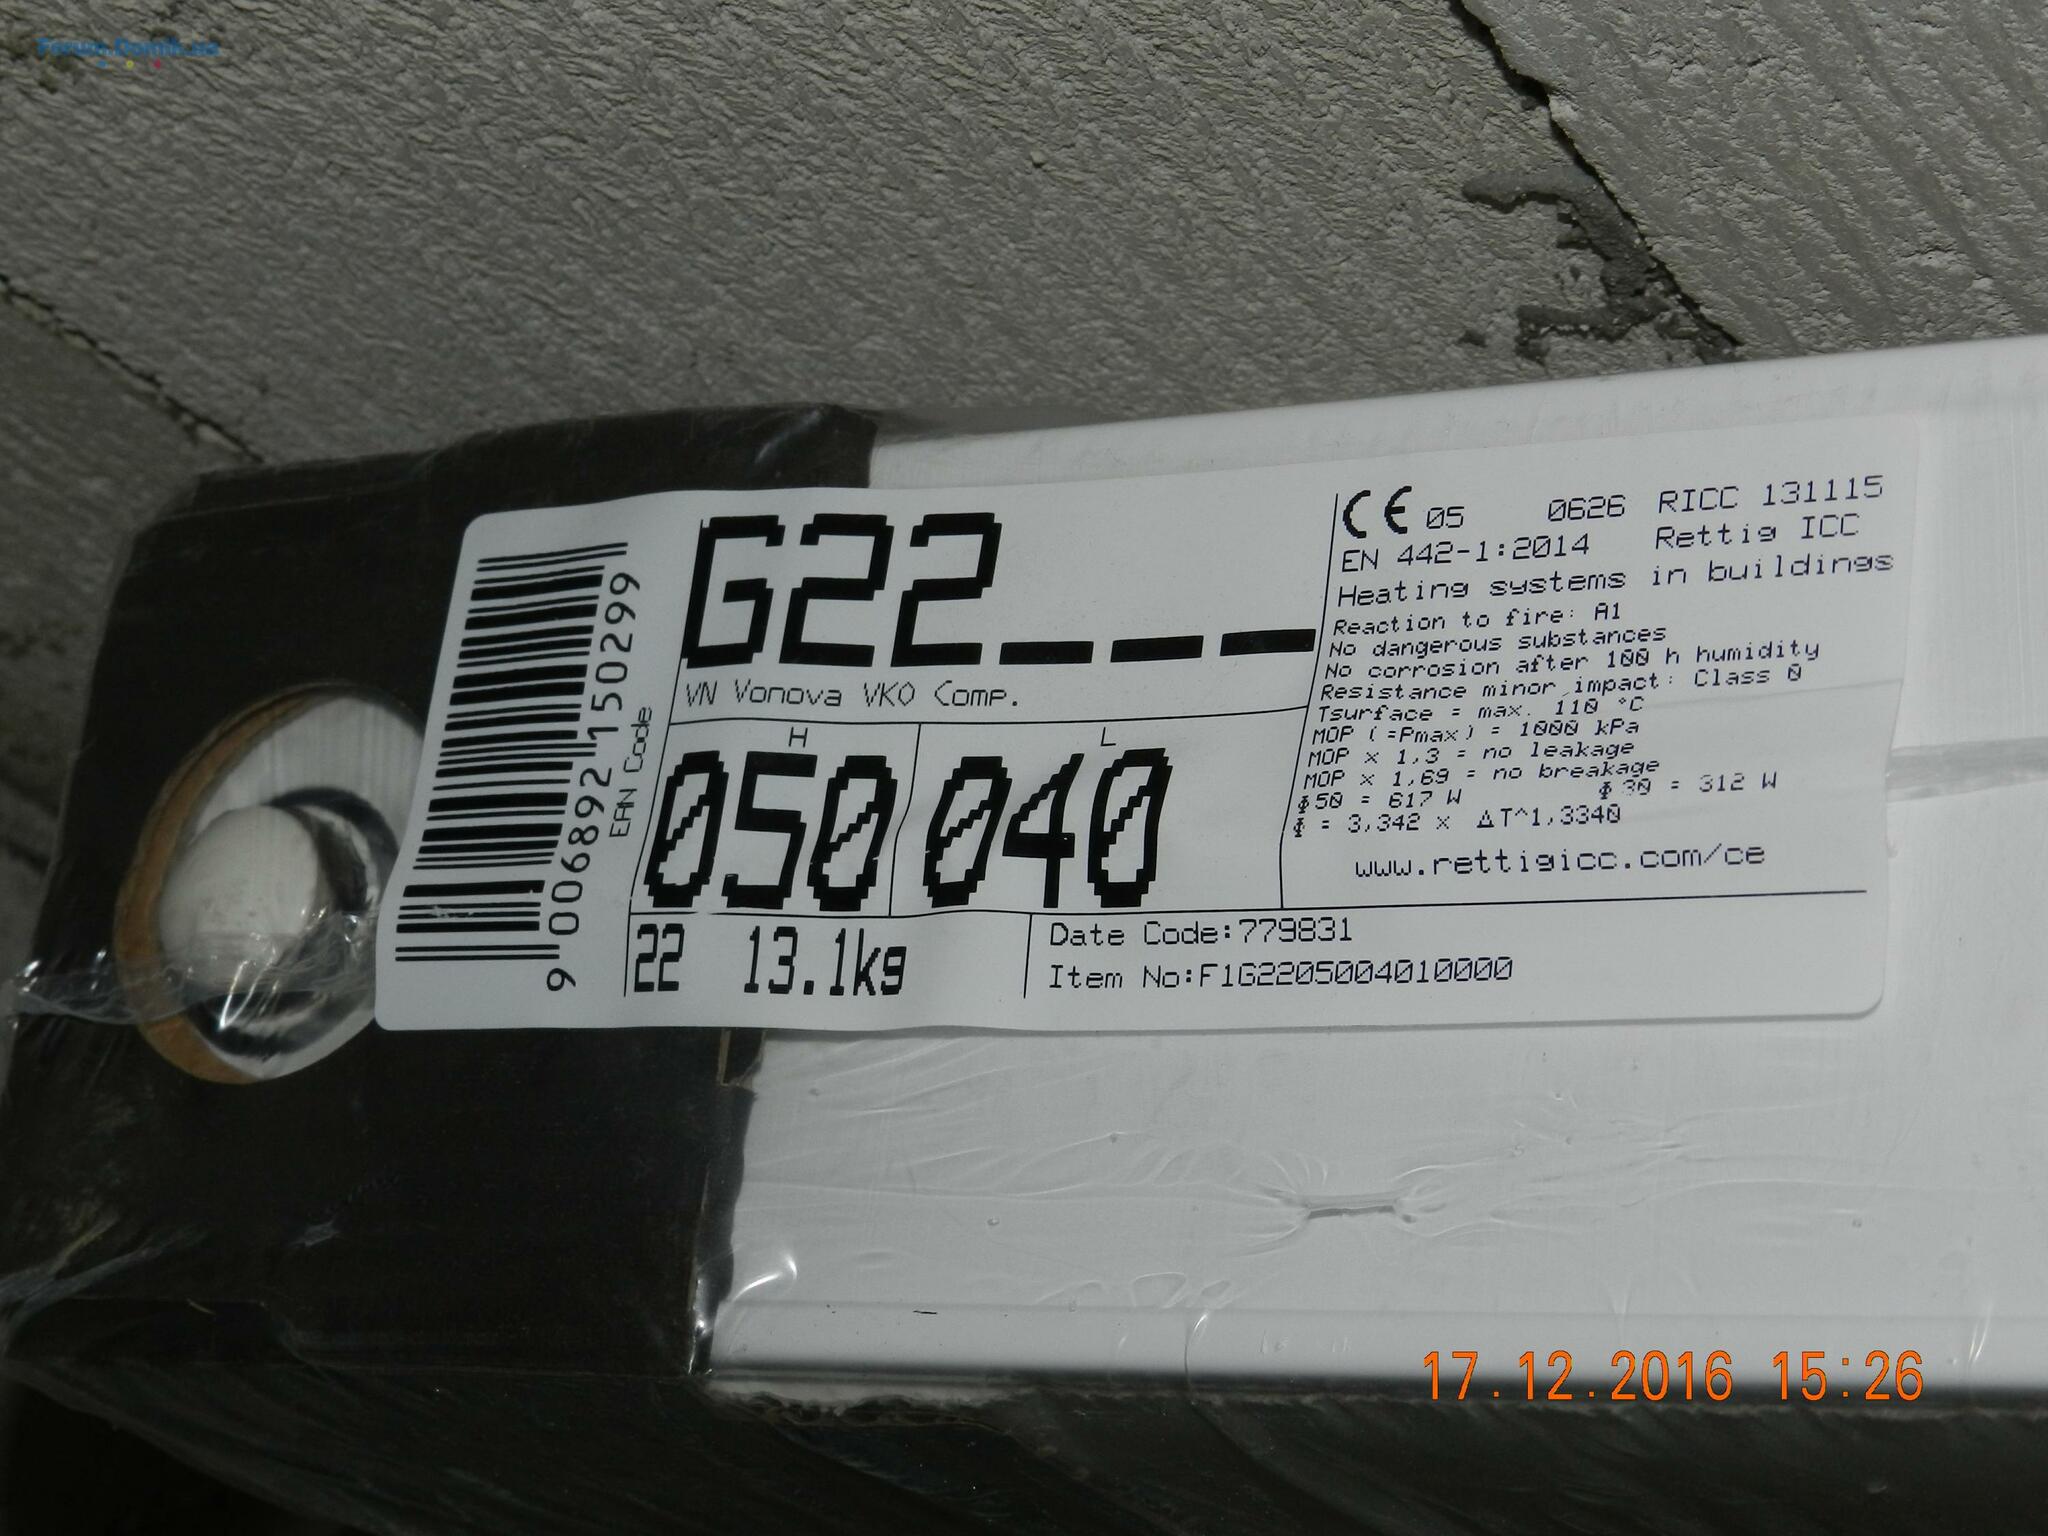 Forum.Domik.ua
9 006892 150299
EAN Code
G22___
VN Vonova VKO Comp.
H
050
L
040
22 13.1kg
CE 05 0626 RICC 131115
EN 442-1:2014 Rettig ICC
Heating systems in buildings
Reaction to fire: A1
No dangerous substances
No corrosion after 100 h humidity
Resistance minor impact: Class 0
Tsurface = max. 110 °C
MOP (=Pmax) = 1000 kPa
MOP x 1,3 = no leakage
MOP x 1,69 = no breakage
Φ50 = 617 W Φ30 = 312 W
Φ = 3,342 x ΔT^1,3340
www.rettigicc.com/ce
Date Code:779831
Item No:F1G2205004010000
17.12.2016 15:26